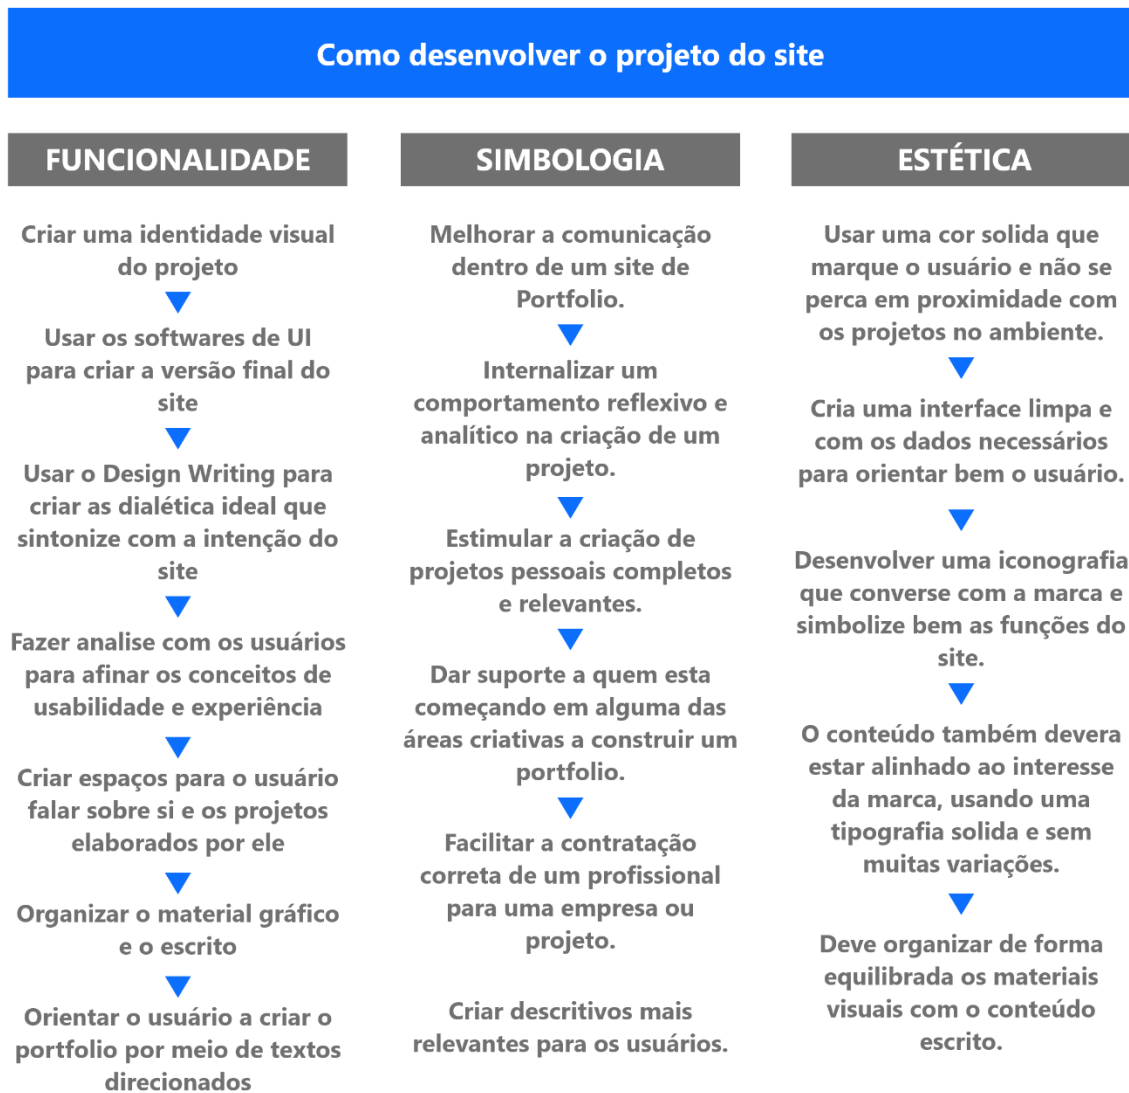 Como desenvolver o projeto do site
FUNCIONALIDADE
Criar uma identidade visual
do projeto
Usar os softwares de UI
para criar a versão final do
site
Usar o Design Writing para
criar as dialética ideal que
sintonize com a intenção do
site
Fazer analise com os usuários
para afinar os conceitos de
usabilidade e experiência
Criar espaços para o usuário
falar sobre si e os projetos
elaborados por ele
Organizar o material gráfico
e o escrito
Orientar o usuário a criar o
portfolio por meio de textos
direcionados
SIMBOLOGIA
Melhorar a comunicação
dentro de um site de
Portfolio.
Internalizar um
comportamento reflexivo e
analítico na criação de um
projeto.
Estimular a criação de
projetos pessoais completos
e relevantes.
Dar suporte a quem esta
começando em alguma das
áreas criativas a construir um
portfolio.
Facilitar a contratação
correta de um profissional
para uma empresa ou
projeto.
Criar descritivos mais
relevantes para os usuários.
ESTÉTICA
Usar uma cor solida que
marque o usuário e não se
perca em proximidade com
os projetos no ambiente.
Cria uma interface limpa e
com os dados necessários
para orientar bem o usuário.
Desenvolver uma iconografia
que converse com a marca e
simbolize bem as funções do
site.
O conteúdo também devera
estar alinhado ao interesse
da marca, usando uma
tipografia solida e sem
muitas variações.
Deve organizar de forma
equilibrada os materiais
visuais com o conteúdo
escrito.